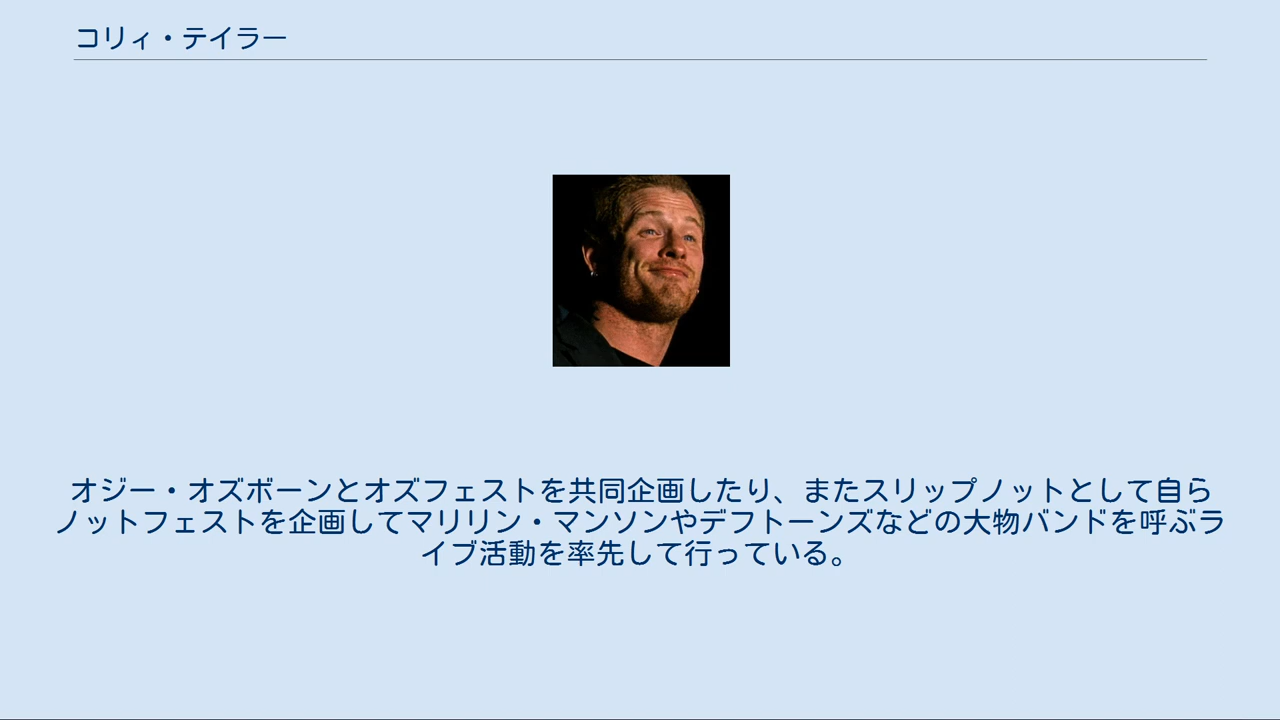 コリィ・テイラー
オジー・オズボーンとオズフェストを共同企画したり、またスリップノットとして自ら
ノットフェストを企画してマリリン・マンソンやデフトーンズなどの大物バンドを呼ぶラ
イブ活動を率先して行っている。